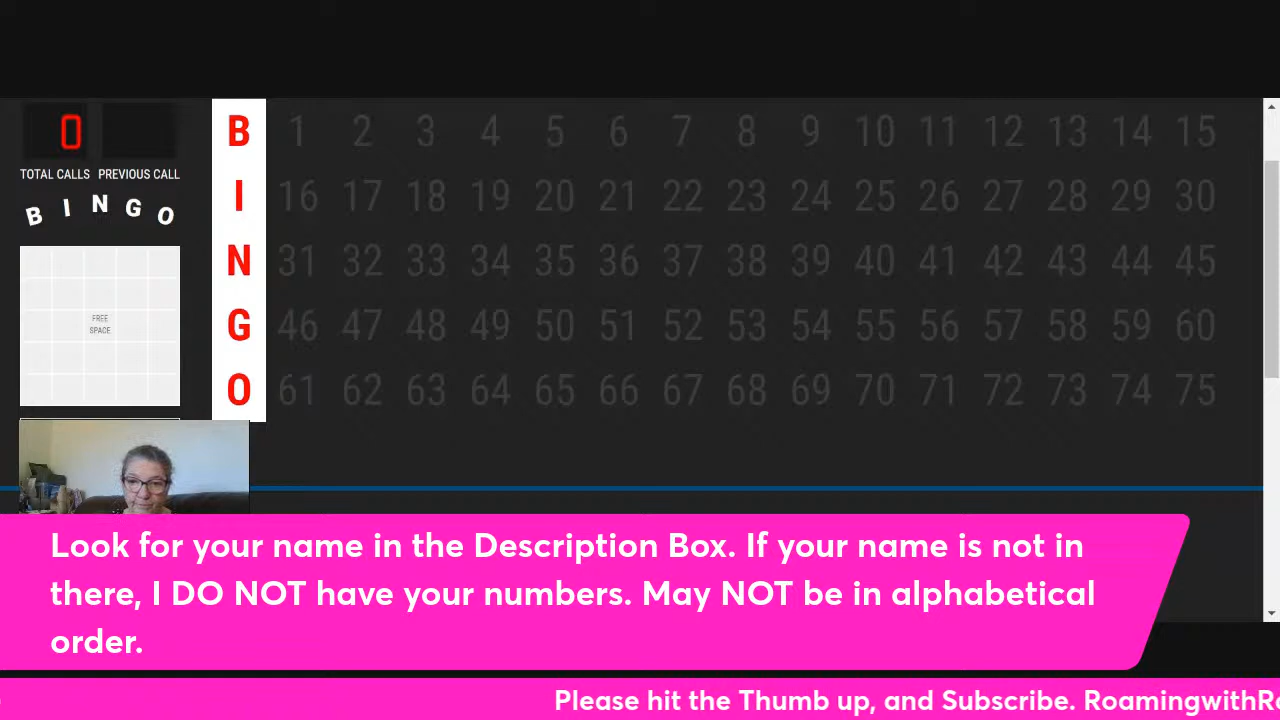 0
TOTAL CALLS PREVIOUS CALL
B I N G O
FREE
SPACE
B 1 2 3 4 5 6 7 8 9 10 11 12 13 14 15
I 16 17 18 19 20 21 22 23 24 25 26 27 28 29 30
N 31 32 33 34 35 36 37 38 39 40 41 42 43 44 45
G 46 47 48 49 50 51 52 53 54 55 56 57 58 59 60
O 61 62 63 64 65 66 67 68 69 70 71 72 73 74 75
Look for your name in the Description Box. If your name is not in
there, I DO NOT have your numbers. May NOT be in alphabetical
order.
Please hit the Thumb up, and Subscribe. RoamingwithRo